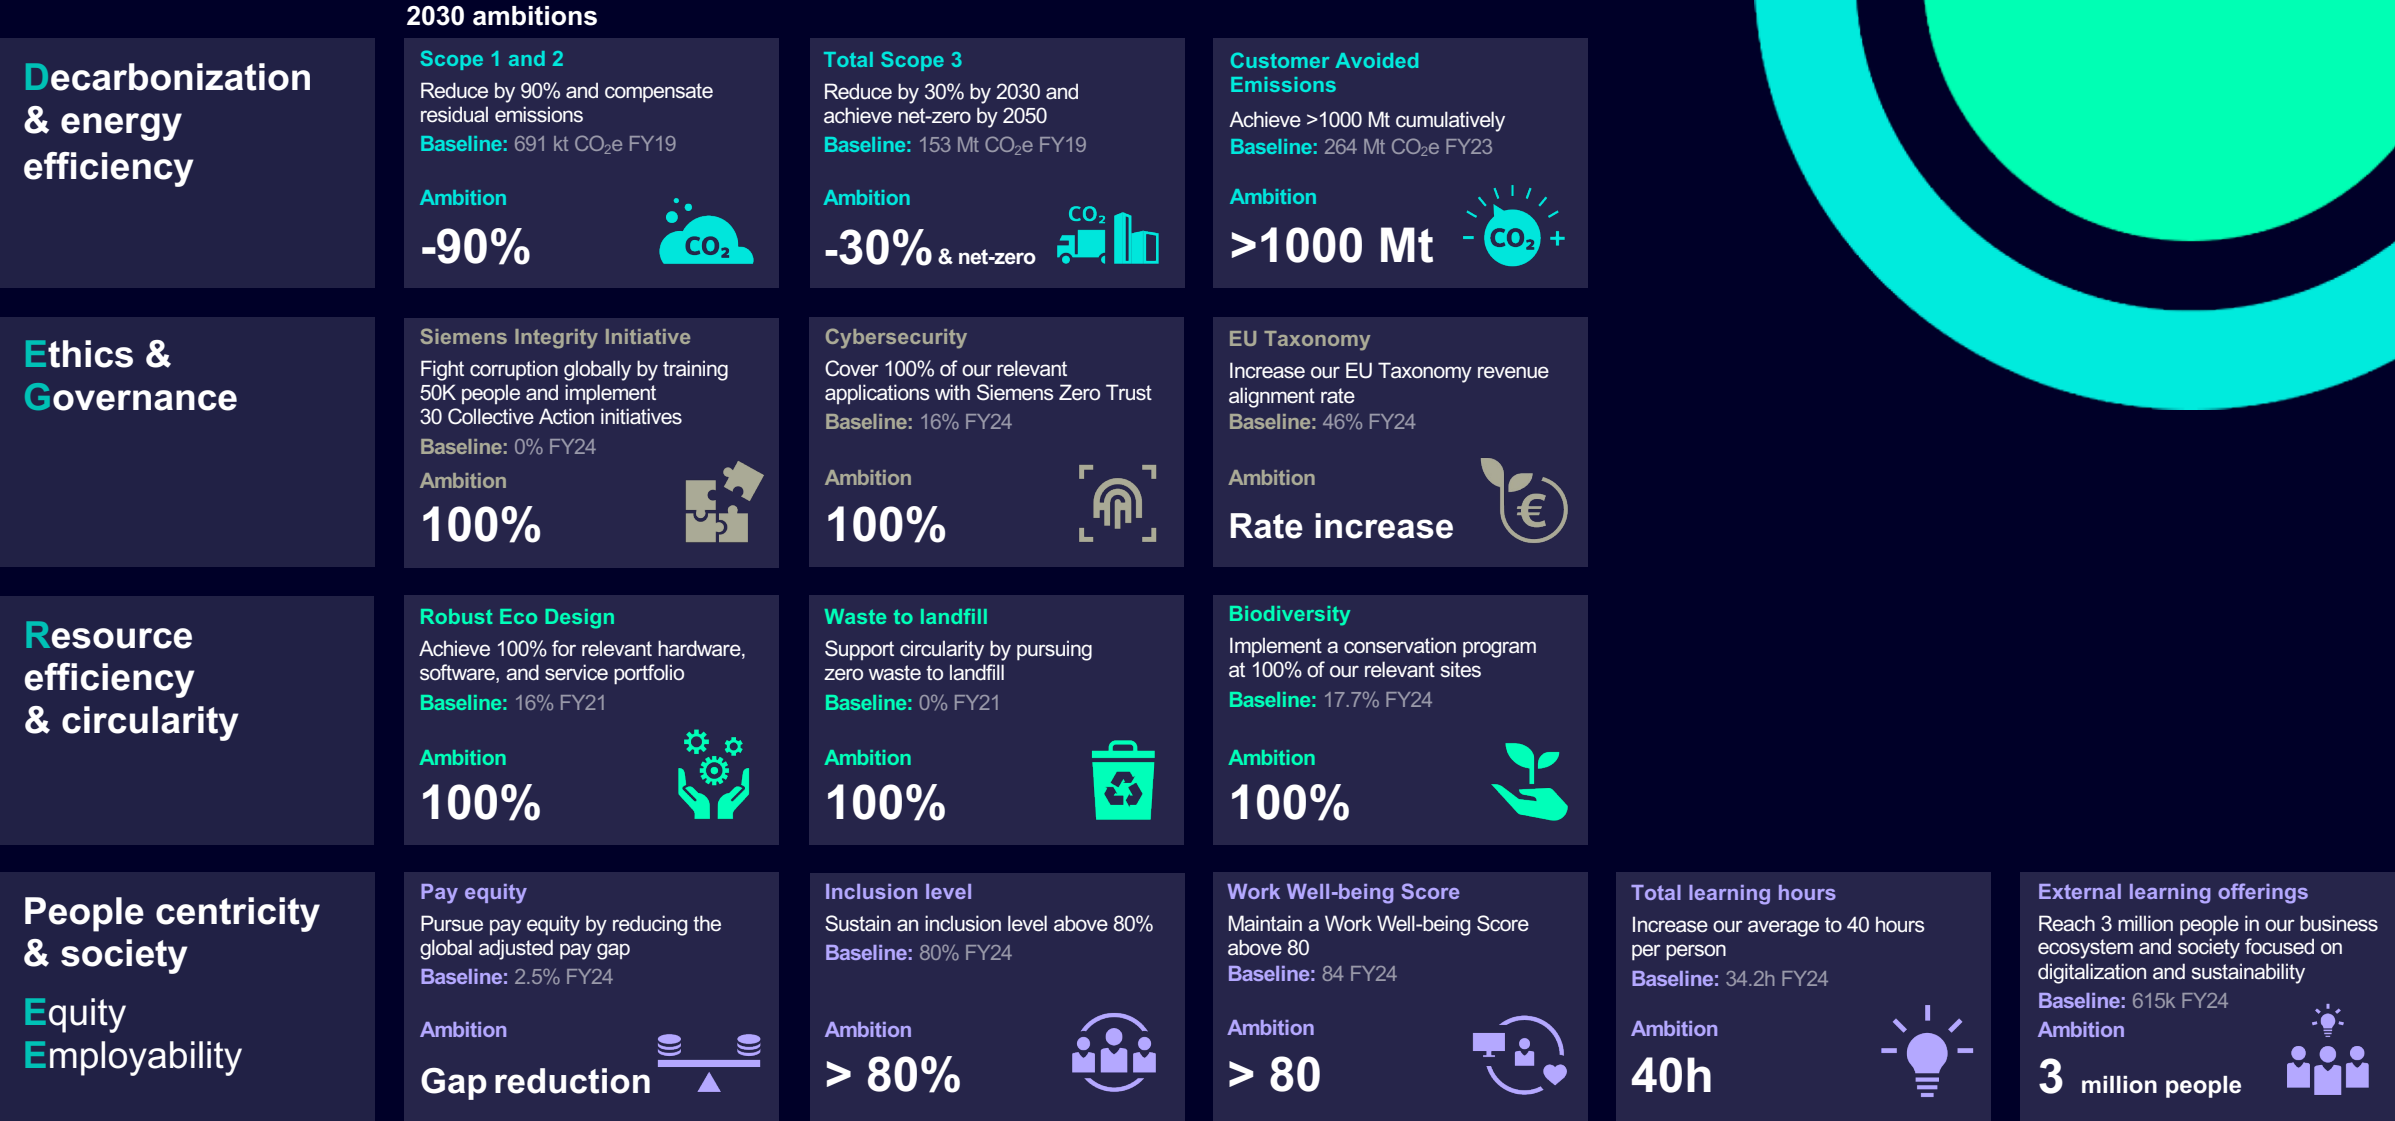 2030 ambitions
Decarbonization
& energy
efficiency
Scope 1 and 2
Reduce by 90% and compensate
residual emissions
Baseline: 691 kt CO₂e FY19
Ambition
-90%
CO₂
Total Scope 3
Reduce by 30% by 2030 and
achieve net-zero by 2050
Baseline: 153 Mt CO₂e FY19
Ambition
-30% & net-zero
CO₂
Customer Avoided
Emissions
Achieve >1000 Mt cumulatively
Baseline: 264 Mt CO₂e FY23
Ambition
>1000 Mt
- CO₂ +
Ethics &
Governance
Siemens Integrity Initiative
Fight corruption globally by training
50K people and implement
30 Collective Action initiatives
Baseline: 0% FY24
Ambition
100%
Cybersecurity
Cover 100% of our relevant
applications with Siemens Zero Trust
Baseline: 16% FY24
Ambition
100%
EU Taxonomy
Increase our EU Taxonomy revenue
alignment rate
Baseline: 46% FY24
Ambition
Rate increase
€
Resource
efficiency
& circularity
Robust Eco Design
Achieve 100% for relevant hardware,
software, and service portfolio
Baseline: 16% FY21
Ambition
100%
Waste to landfill
Support circularity by pursuing
zero waste to landfill
Baseline: 0% FY21
Ambition
100%
Biodiversity
Implement a conservation program
at 100% of our relevant sites
Baseline: 17.7% FY24
Ambition
100%
People centricity
& society
Equity
Employability
Pay equity
Pursue pay equity by reducing the
global adjusted pay gap
Baseline: 2.5% FY24
Ambition
Gap reduction
Inclusion level
Sustain an inclusion level above 80%
Baseline: 80% FY24
Ambition
> 80%
Work Well-being Score
Maintain a Work Well-being Score
above 80
Baseline: 84 FY24
Ambition
> 80
Total learning hours
Increase our average to 40 hours
per person
Baseline: 34.2h FY24
Ambition
40h
External learning offerings
Reach 3 million people in our business
ecosystem and society focused on
digitalization and sustainability
Baseline: 615k FY24
Ambition
3 million people